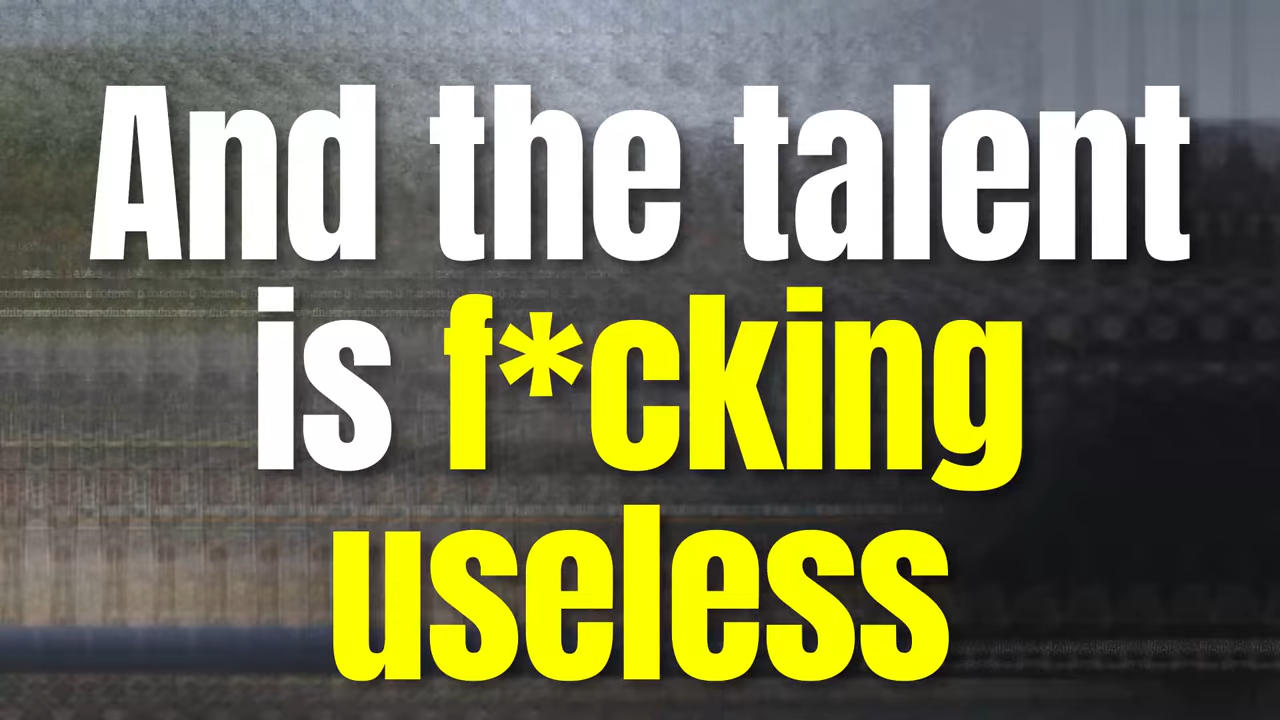 And the talent
is f*cking
useless